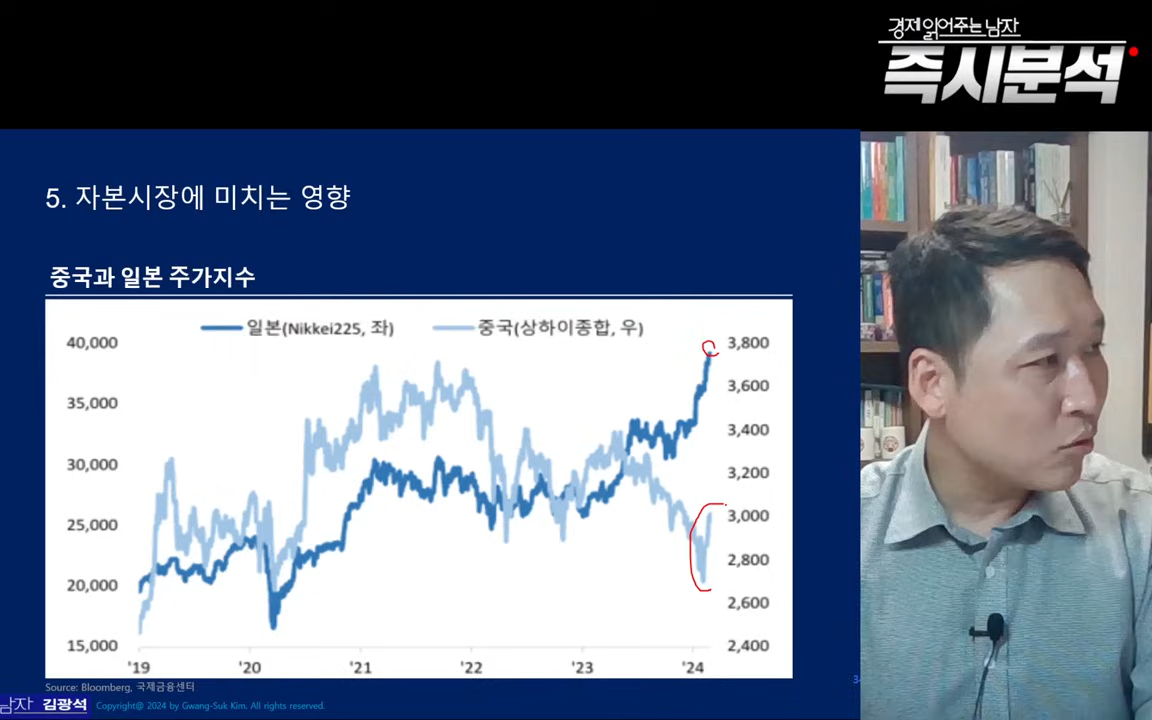 경제 읽어주는 남자
즉시분석
5. 자본시장에 미치는 영향
중국과 일본 주가지수
일본(Nikkei225, 좌) 중국(상하이종합, 우)
40,000 3,800
3,600
35,000
3,400
30,000
3,200
25,000 3,000
2,800
20,000
2,600
15,000 2,400
'19 '20 '21 '22 '23 '24
Source: Bloomberg, 국제금융센터
남자 김광석 Copyright@ 2024 by Gwang-Suk Kim. All rights reserved.